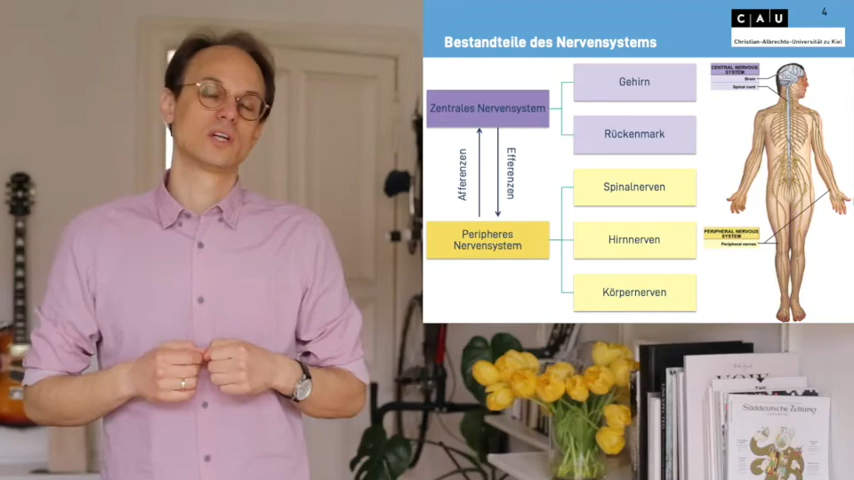 4
C A U
Christian-Albrechts-Universität zu Kiel
Bestandteile des Nervensystems
Zentrales Nervensystem
Gehirn
Rückenmark
Afferenzen
Efferenzen
Peripheres
Nervensystem
Spinalnerven
Hirnnerven
Körpernerven
CENTRAL NERVOUS
SYSTEM
Brain
Spinal cord
PERIPHERAL NERVOUS
SYSTEM
Peripheral nerves
Süddeutsche Zeitung